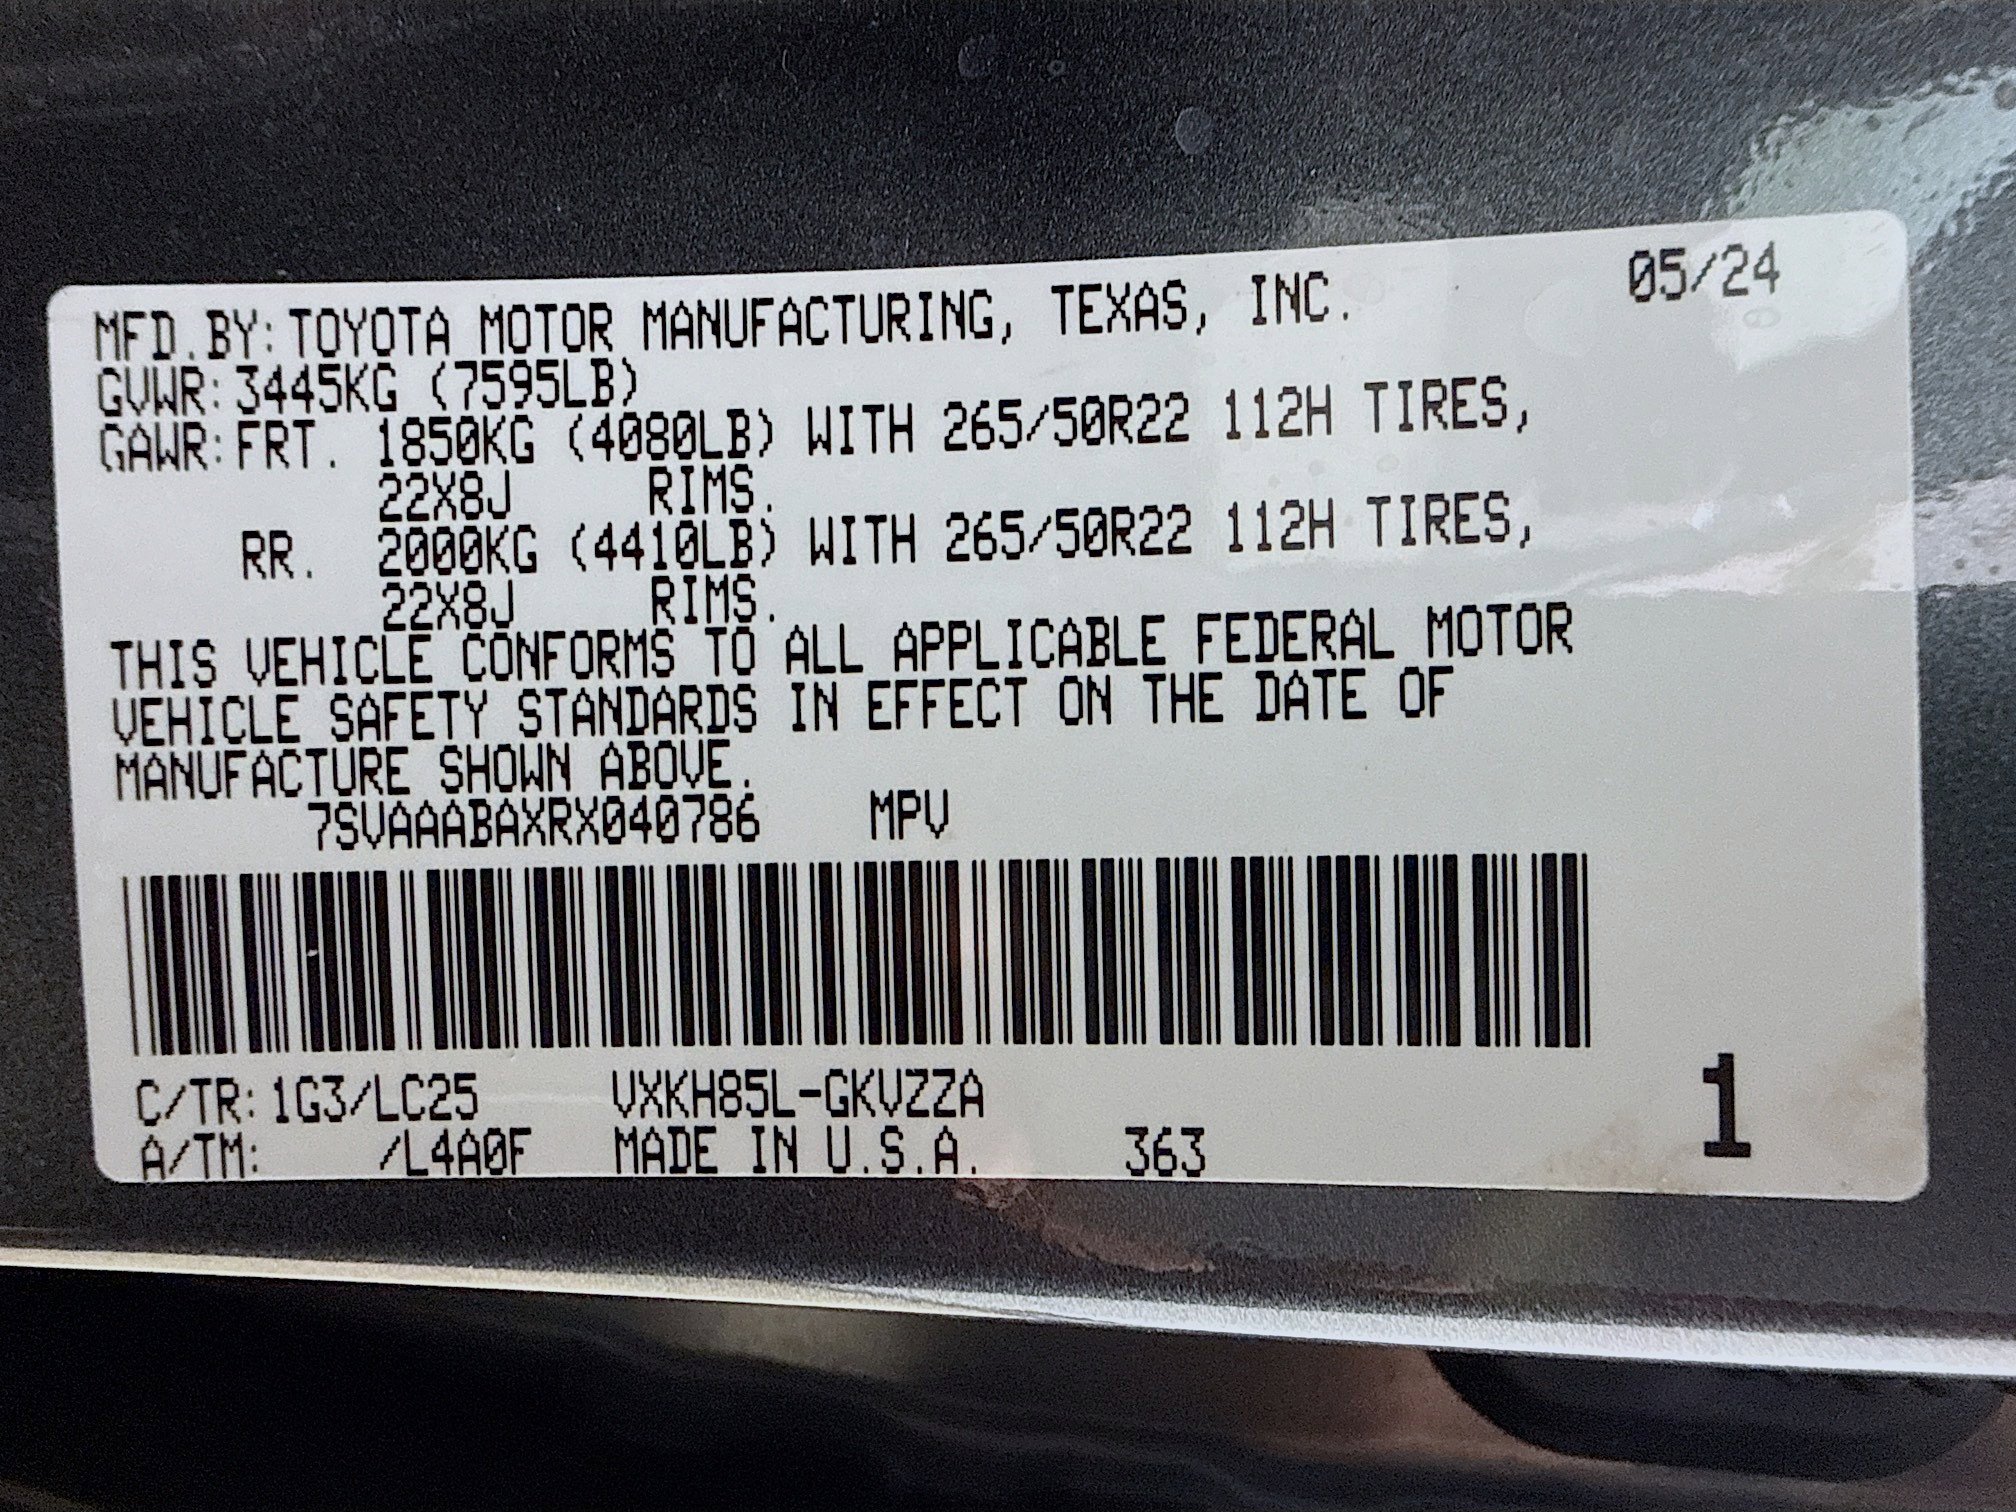 MFD.BY: TOYOTA MOTOR MANUFACTURING, TEXAS, INC. 05/24
GVWR: 3445KG (7595LB)
GAWR: FRT. 1850KG (4080LB) WITH 265/50R22 112H TIRES,
22X8J RIMS.
RR. 2000KG (4410LB) WITH 265/50R22 112H TIRES,
22X8J RIMS.
THIS VEHICLE CONFORMS TO ALL APPLICABLE FEDERAL MOTOR
VEHICLE SAFETY STANDARDS IN EFFECT ON THE DATE OF
MANUFACTURE SHOWN ABOVE.
7SVAAABAXRX040786 MPV
C/TR: 1G3/LC25 VXKH85L-GKVZZA
A/TM: /L4A0F MADE IN U.S.A. 363
1